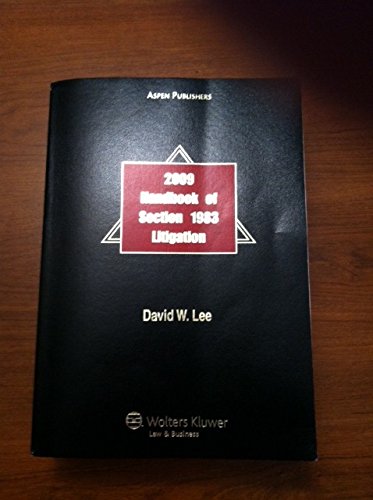 ASPEN PUBLISHERS
2009
Handbook of
Section 1983
Litigation
David W. Lee
Wolters Kluwer
Law & Business